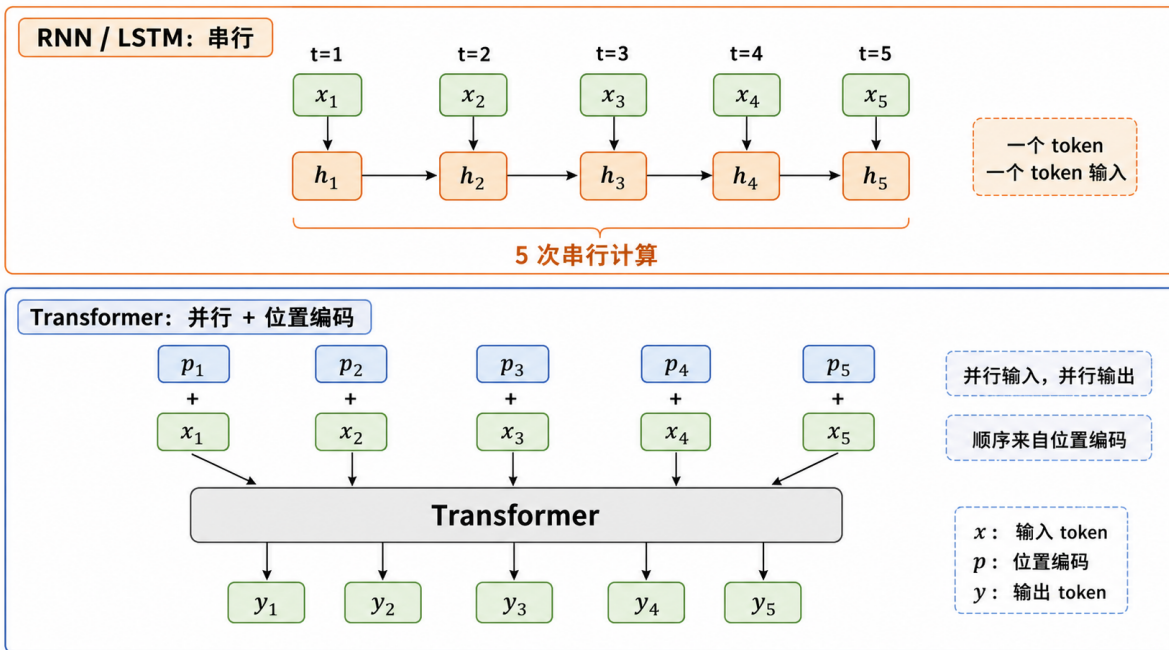 RNN / LSTM：串行
t=1 t=2 t=3 t=4 t=5
x₁ x₂ x₃ x₄ x₅
h₁ h₂ h₃ h₄ h₅
一个 token
一个 token 输入
5 次串行计算
Transformer：并行 + 位置编码
p₁ p₂ p₃ p₄ p₅
+ + + + +
x₁ x₂ x₃ x₄ x₅
并行输入，并行输出
顺序来自位置编码
Transformer
y₁ y₂ y₃ y₄ y₅
x： 输入 token
p： 位置编码
y： 输出 token